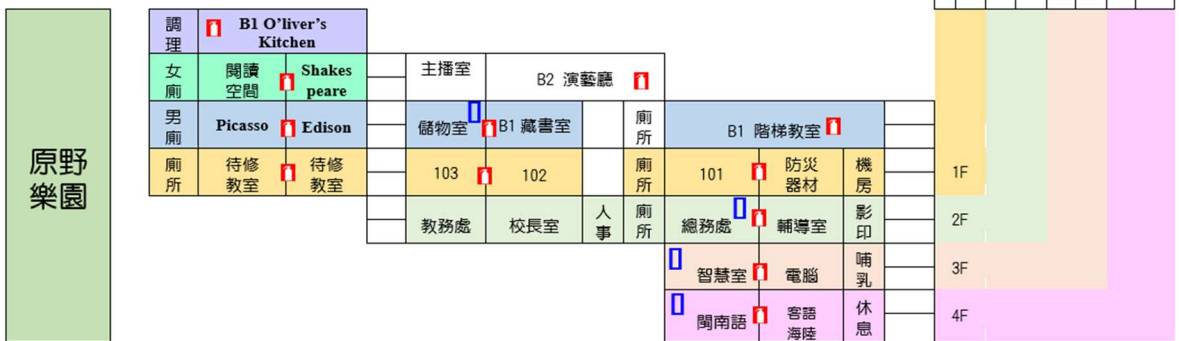 調理
B1 O’liver’s
Kitchen
女廁
閱讀
空間
Shakes
peare
主播室
B2 演藝廳
男廁
Picasso
Edison
儲物室
B1 藏書室
廁所
B1 階梯教室
原野
樂園
廁所
待修
教室
待修
教室
103
102
廁所
101
防災
器材
機房
1F
教務處
校長室
人事
廁所
總務處
輔導室
影印
2F
智慧室
電腦
哺乳
3F
閩南語
客語
海陸
休息
4F